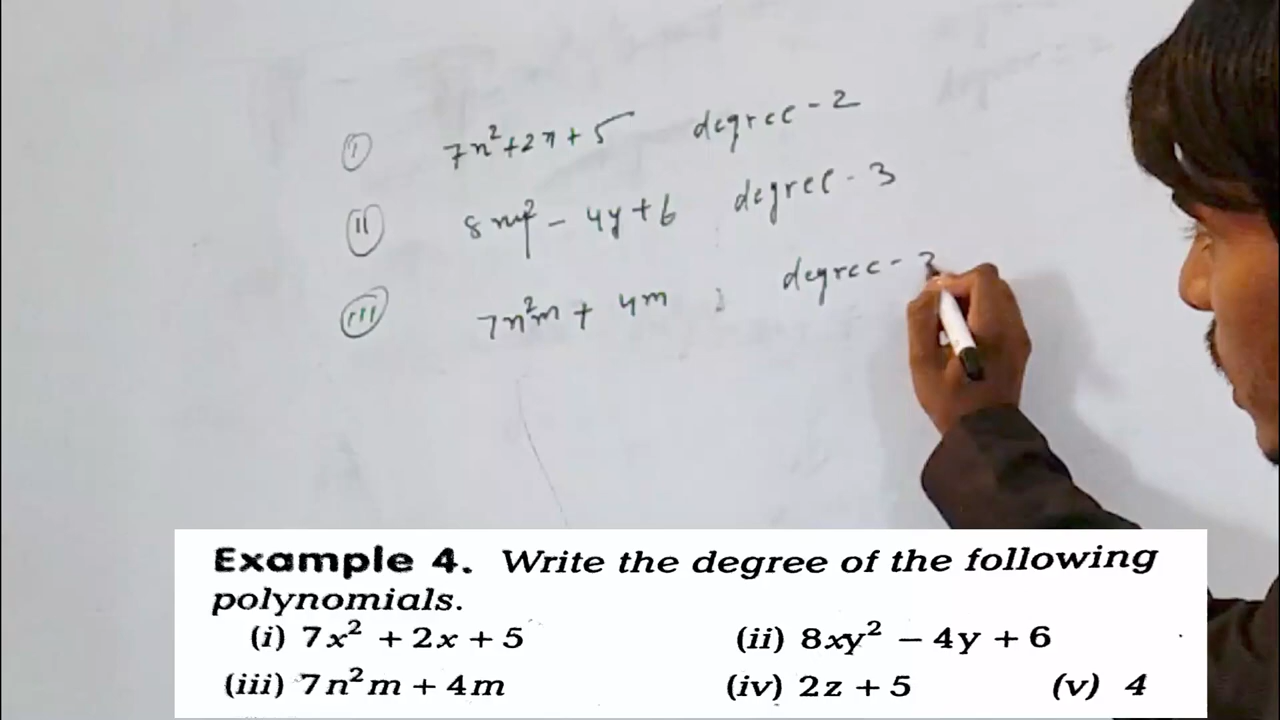 (i) 7x²+2x+5 degree-2
(ii) 8xy² - 4y+6 degree-3
(iii) 7n²m + 4m ; degree-
Example 4. Write the degree of the following
polynomials.
(i) 7x² + 2x + 5 (ii) 8xy² − 4y + 6
(iii) 7n²m + 4m (iv) 2z + 5 (v) 4